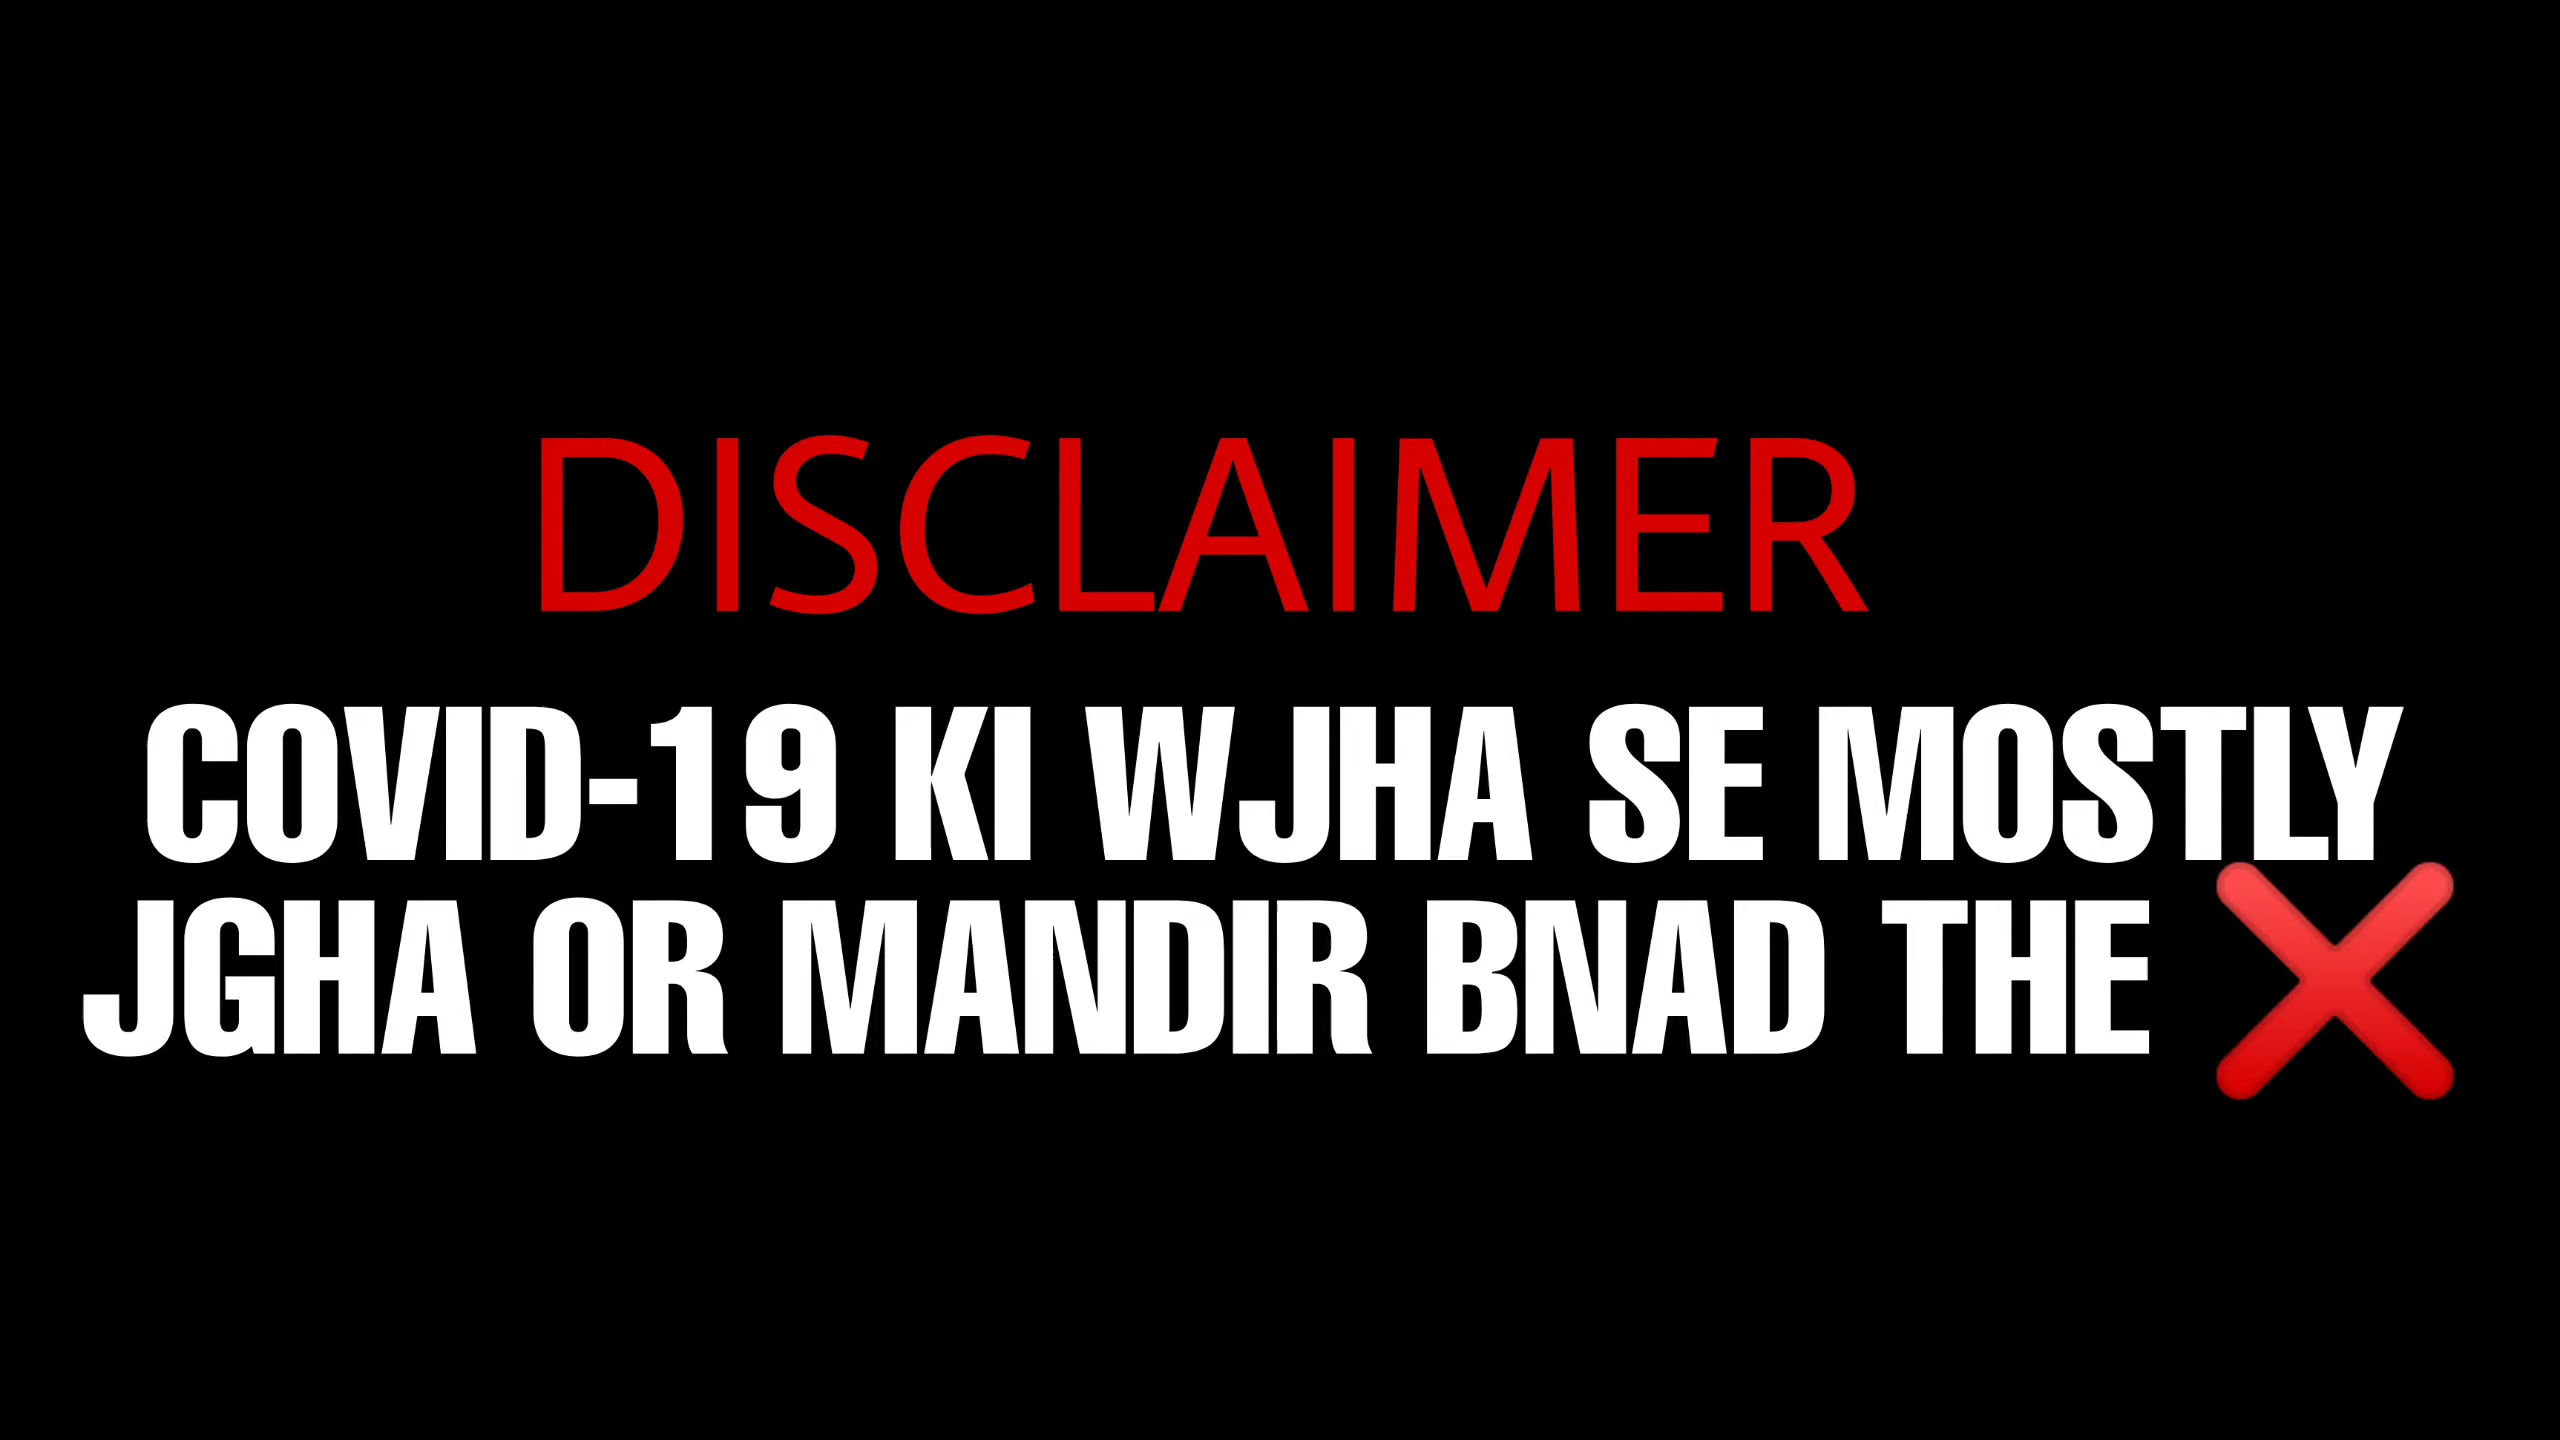 DISCLAIMER
COVID-19 KI WJHA SE MOSTLY
JGHA OR MANDIR BNAD THE ❌